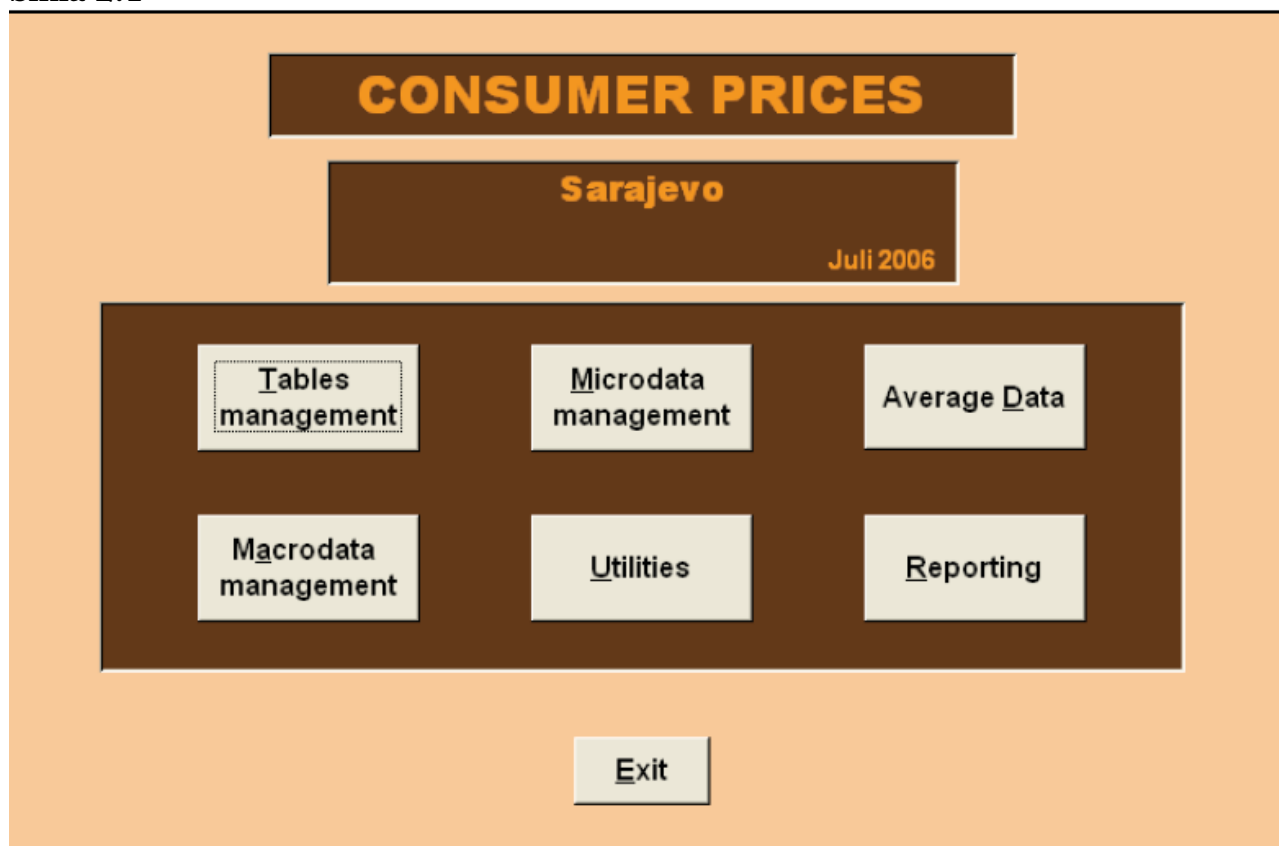 CONSUMER PRICES
Sarajevo
Juli 2006
Tables
management
Microdata
management
Average Data
Macrodata
management
Utilities
Reporting
Exit